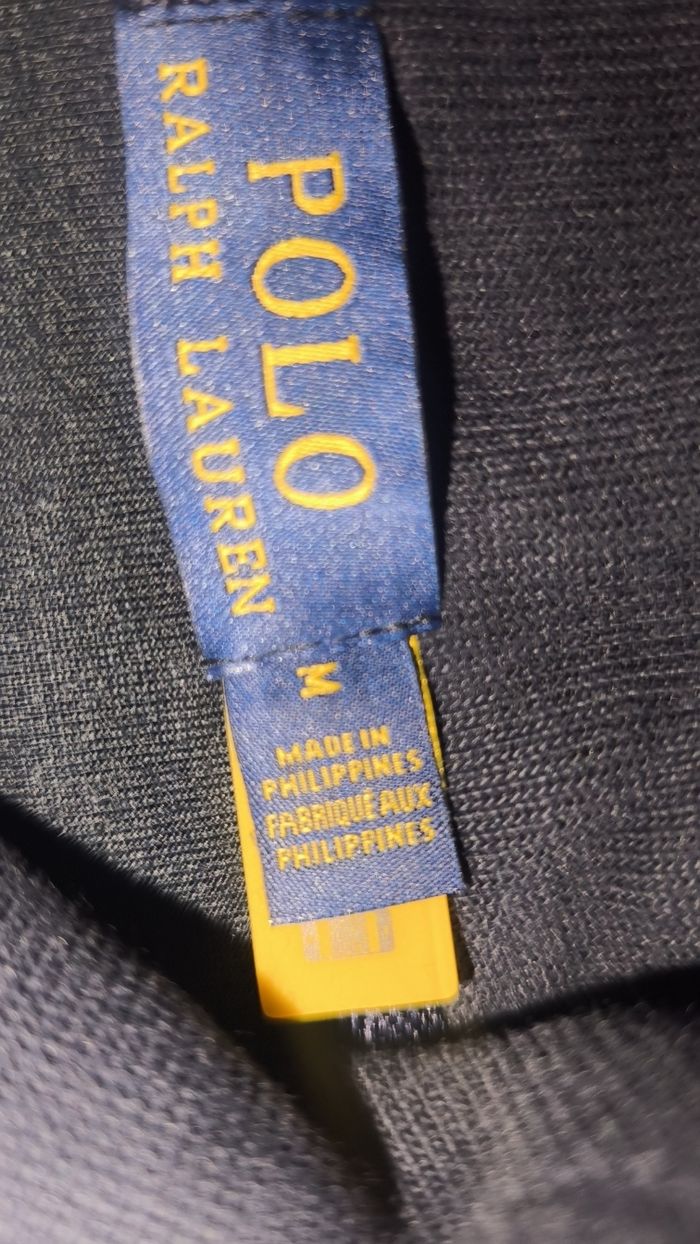 POLO
RALPH LAUREN
M
MADE IN
PHILIPPINES
FABRIQUÉ AUX
PHILIPPINES